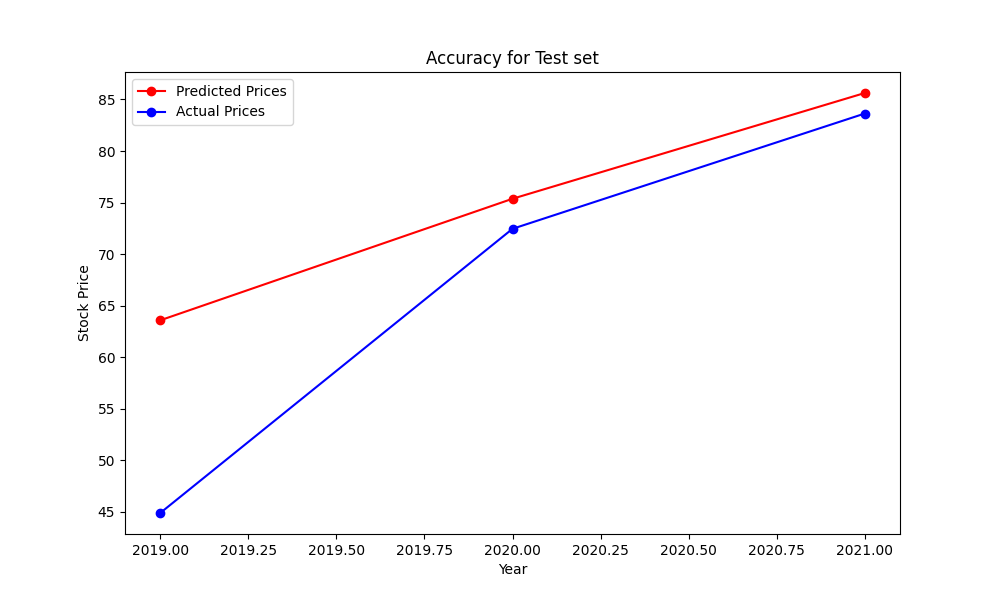 Accuracy for Test set
Predicted Prices
Actual Prices
85
80
75
70
65
60
55
50
45
Stock Price
2019.00 2019.25 2019.50 2019.75 2020.00 2020.25 2020.50 2020.75 2021.00
Year